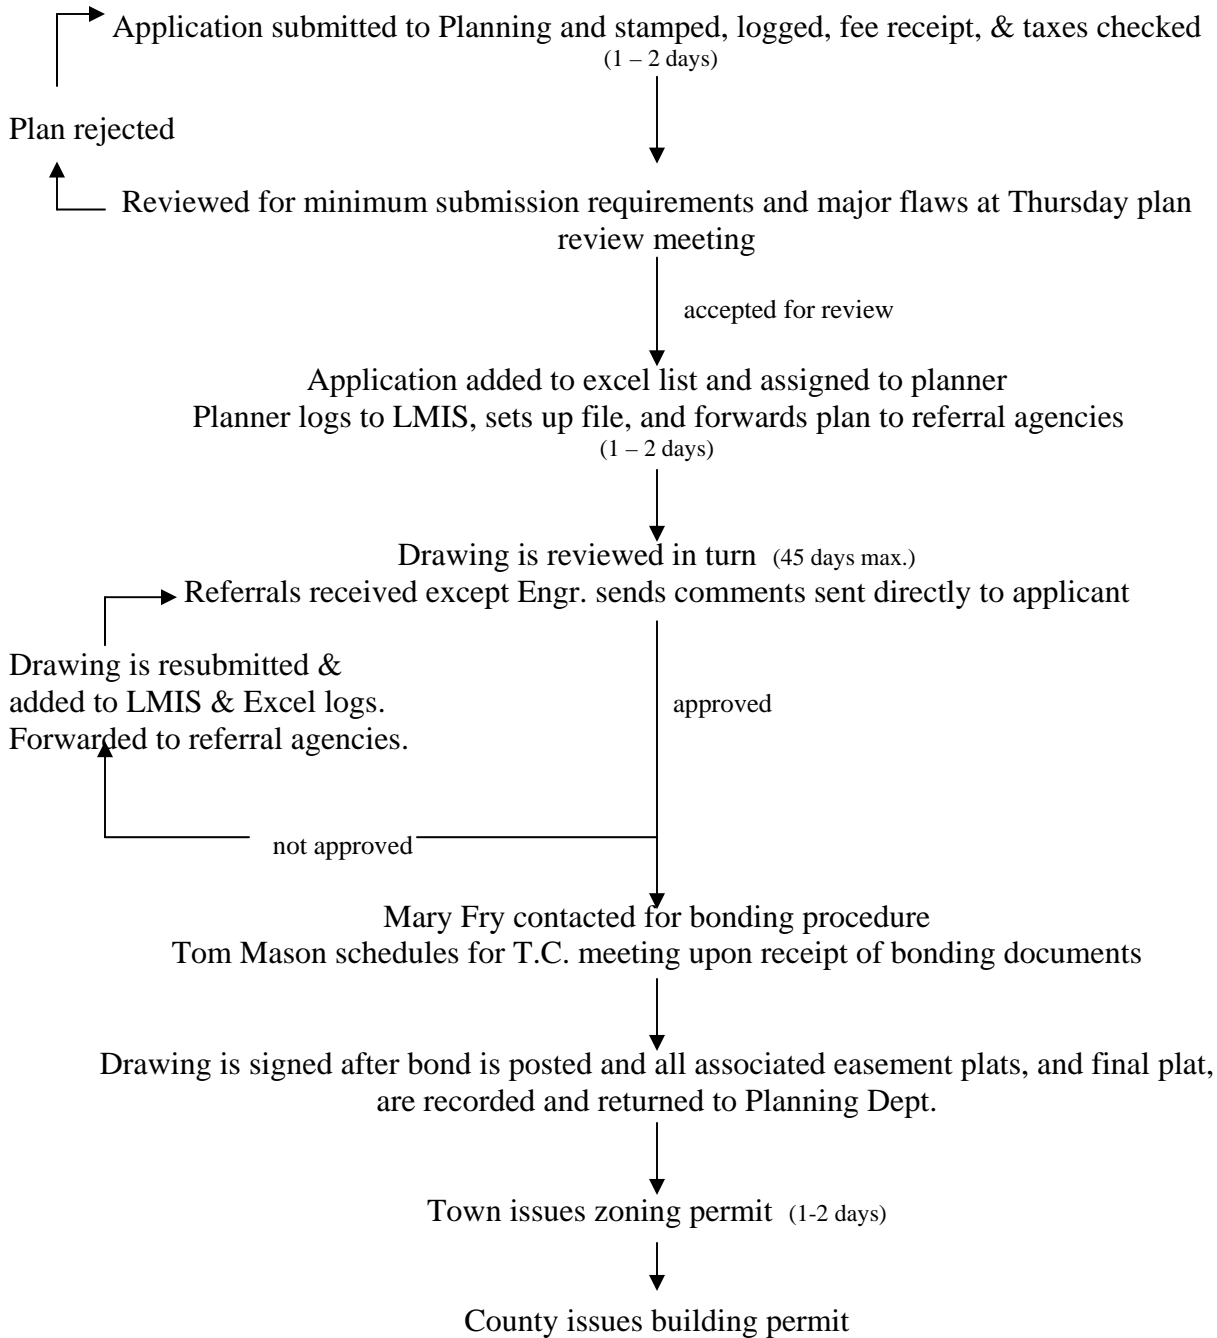 Application submitted to Planning and stamped, logged, fee receipt, & taxes checked
(1 – 2 days)
Plan rejected
Reviewed for minimum submission requirements and major flaws at Thursday plan
review meeting
accepted for review
Application added to excel list and assigned to planner
Planner logs to LMIS, sets up file, and forwards plan to referral agencies
(1 – 2 days)
Drawing is reviewed in turn (45 days max.)
Referrals received except Engr. sends comments sent directly to applicant
Drawing is resubmitted &
added to LMIS & Excel logs.
Forwarded to referral agencies.
approved
not approved
Mary Fry contacted for bonding procedure
Tom Mason schedules for T.C. meeting upon receipt of bonding documents
Drawing is signed after bond is posted and all associated easement plats, and final plat,
are recorded and returned to Planning Dept.
Town issues zoning permit (1-2 days)
County issues building permit